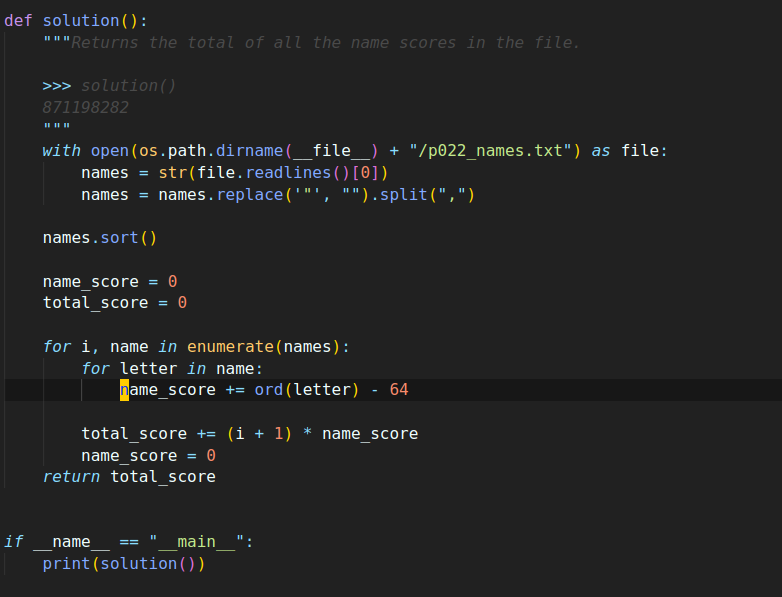 def solution():
    """Returns the total of all the name scores in the file.

    >>> solution()
    871198282
    """
    with open(os.path.dirname(__file__) + "/p022_names.txt") as file:
        names = str(file.readlines()[0])
        names = names.replace('"', "").split(",")

    names.sort()

    name_score = 0
    total_score = 0

    for i, name in enumerate(names):
        for letter in name:
            name_score += ord(letter) - 64

        total_score += (i + 1) * name_score
        name_score = 0
    return total_score


if __name__ == "__main__":
    print(solution())